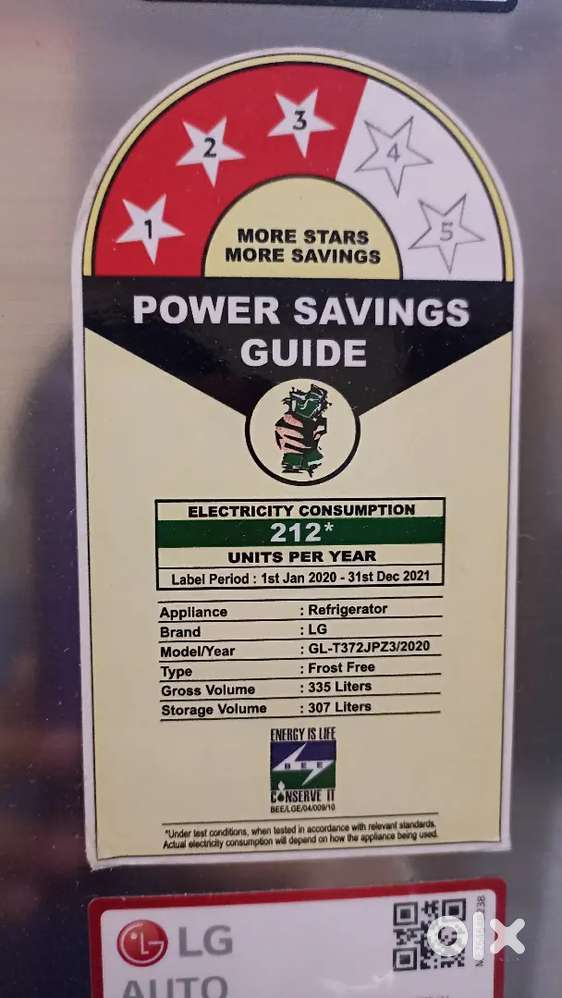 1 2 3 4 5
MORE STARS
MORE SAVINGS
POWER SAVINGS
GUIDE
ELECTRICITY CONSUMPTION
212*
UNITS PER YEAR
Label Period : 1st Jan 2020 - 31st Dec 2021
Appliance : Refrigerator
Brand : LG
Model/Year : GL-T372JPZ3/2020
Type : Frost Free
Gross Volume : 335 Liters
Storage Volume : 307 Liters
ENERGY IS LIFE
BEE
CONSERVE IT
BEE/LGE/04/009/10
*Under test conditions, when tested in accordance with relevant standards.
Actual electricity consumption will depend on how the appliance being used.
LG
AUTO
olx